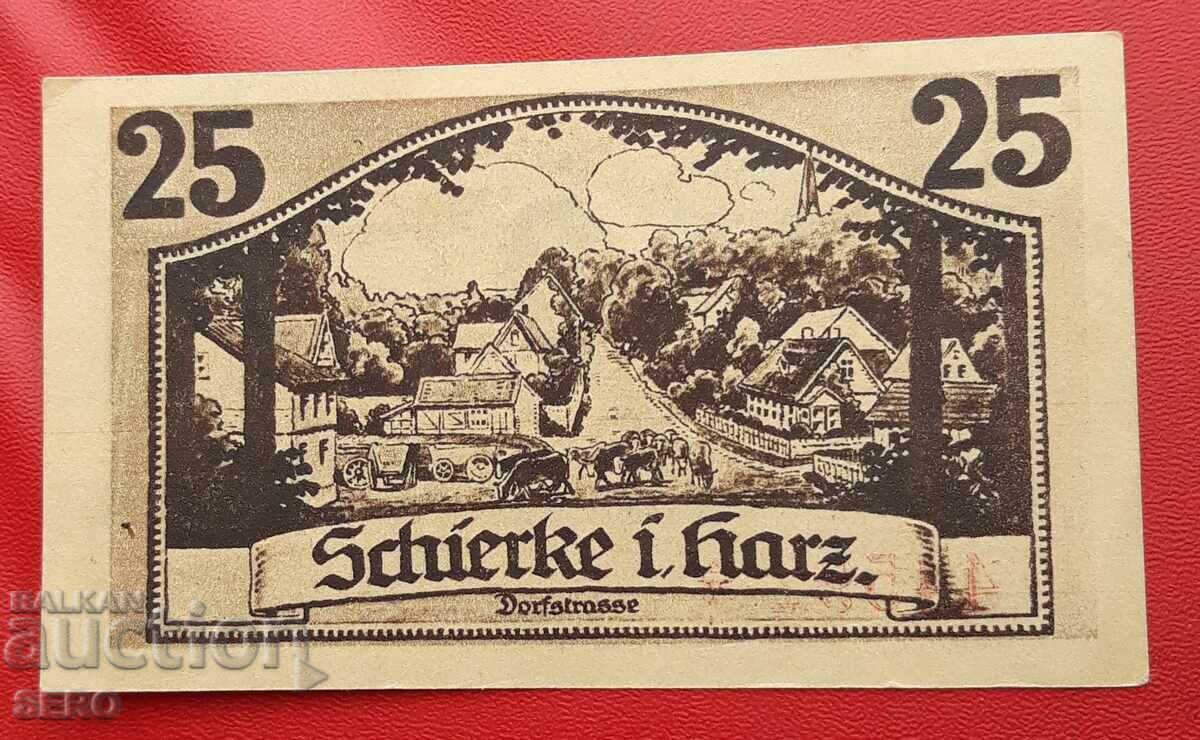 25
25
Schierke i. Harz.
Dorfstrasse
BALKAN
auction
SERO